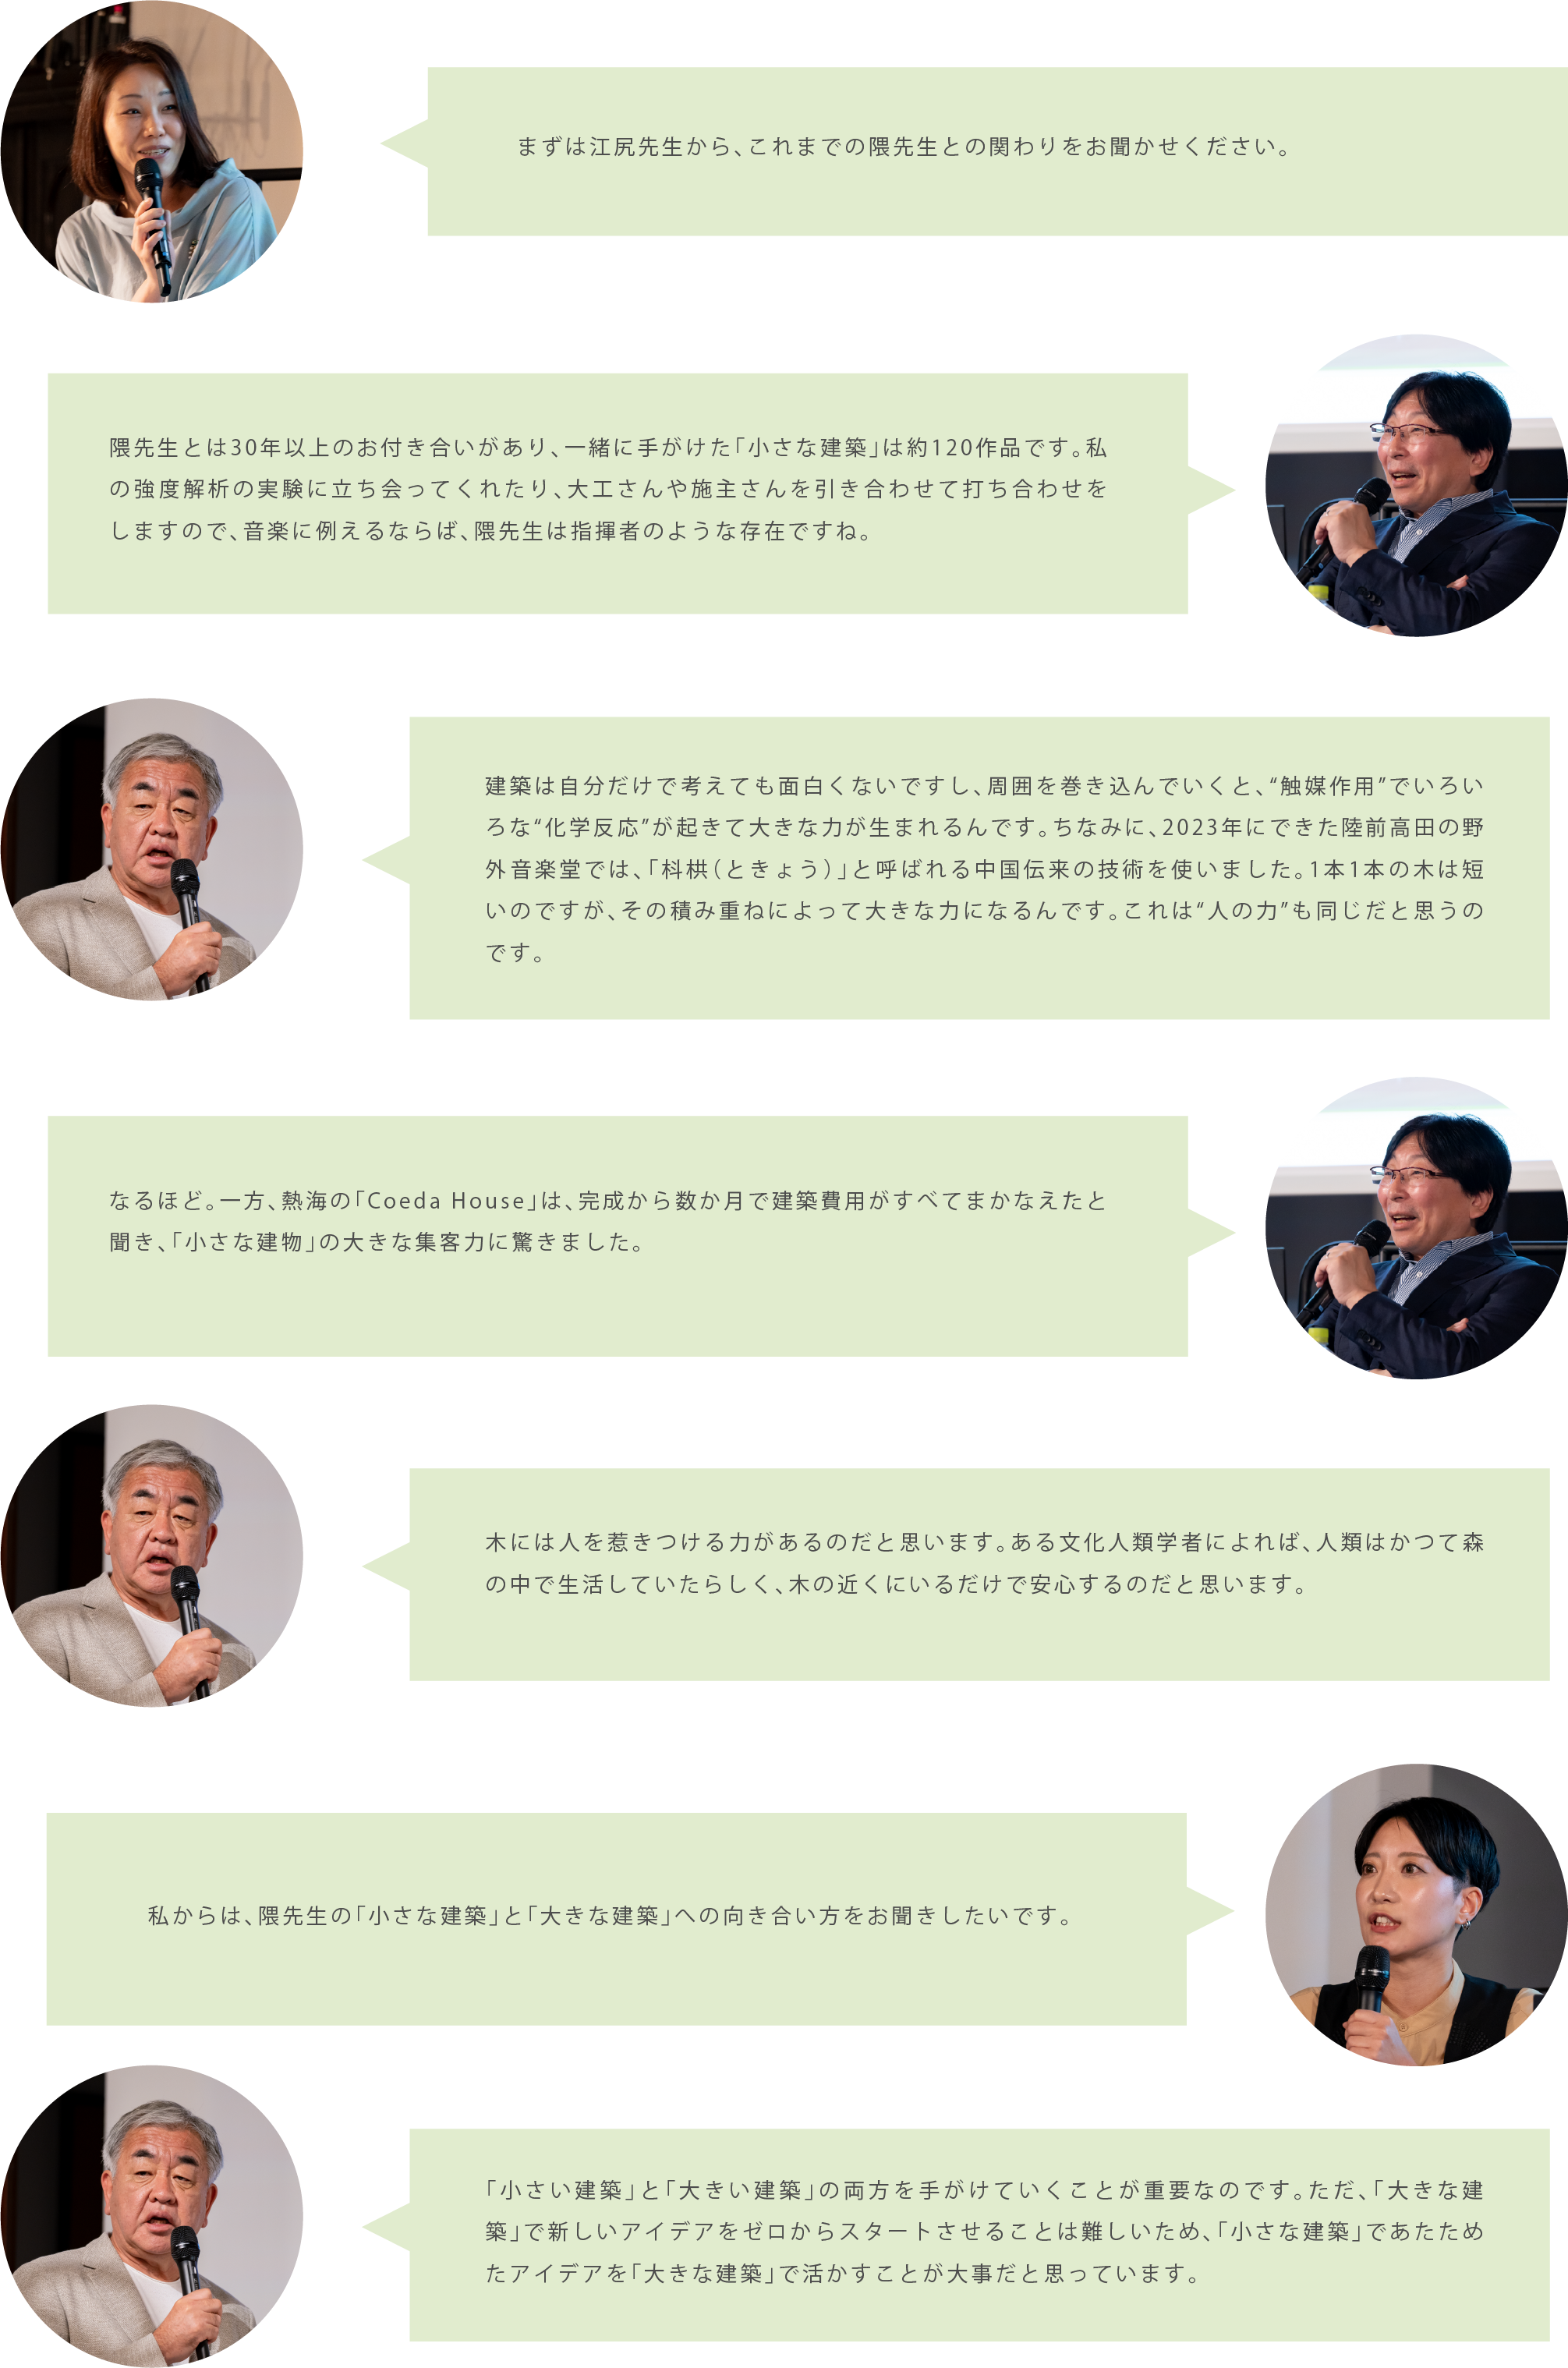 まずは江尻先生から、これまでの隈先生との関わりをお聞かせください。
隈先生とは30年以上のお付き合いがあり、一緒に手がけた「小さな建築」は約120作品です。私
の強度解析の実験に立ち会ってくれたり、大工さんや施主さんを引き合わせて打ち合わせを
しますので、音楽に例えるならば、隈先生は指揮者のような存在ですね。
建築は自分だけで考えても面白くないですし、周囲を巻き込んでいくと、“触媒作用”でいろい
ろな“化学反応”が起きて大きな力が生まれるんです。ちなみに、2023年にできた陸前高田の野
外音楽堂では、「枓栱（ときょう）」と呼ばれる中国伝来の技術を使いました。1本1本の木は短
いのですが、その積み重ねによって大きな力になるんです。これは“人の力”も同じだと思うの
です。
なるほど。一方、熱海の「Coeda House」は、完成から数か月で建築費用がすべてまかなえたと
聞き、「小さな建物」の大きな集客力に驚きました。
木には人を惹きつける力があるのだと思います。ある文化人類学者によれば、人類はかつて森
の中で生活していたらしく、木の近くにいるだけで安心するのだと思います。
私からは、隈先生の「小さな建築」と「大きな建築」への向き合い方をお聞きしたいです。
「小さい建築」と「大きい建築」の両方を手がけていくことが重要なのです。ただ、「大きな建
築」で新しいアイデアをゼロからスタートさせることは難しいため、「小さな建築」であたため
たアイデアを「大きな建築」で活かすことが大事だと思っています。